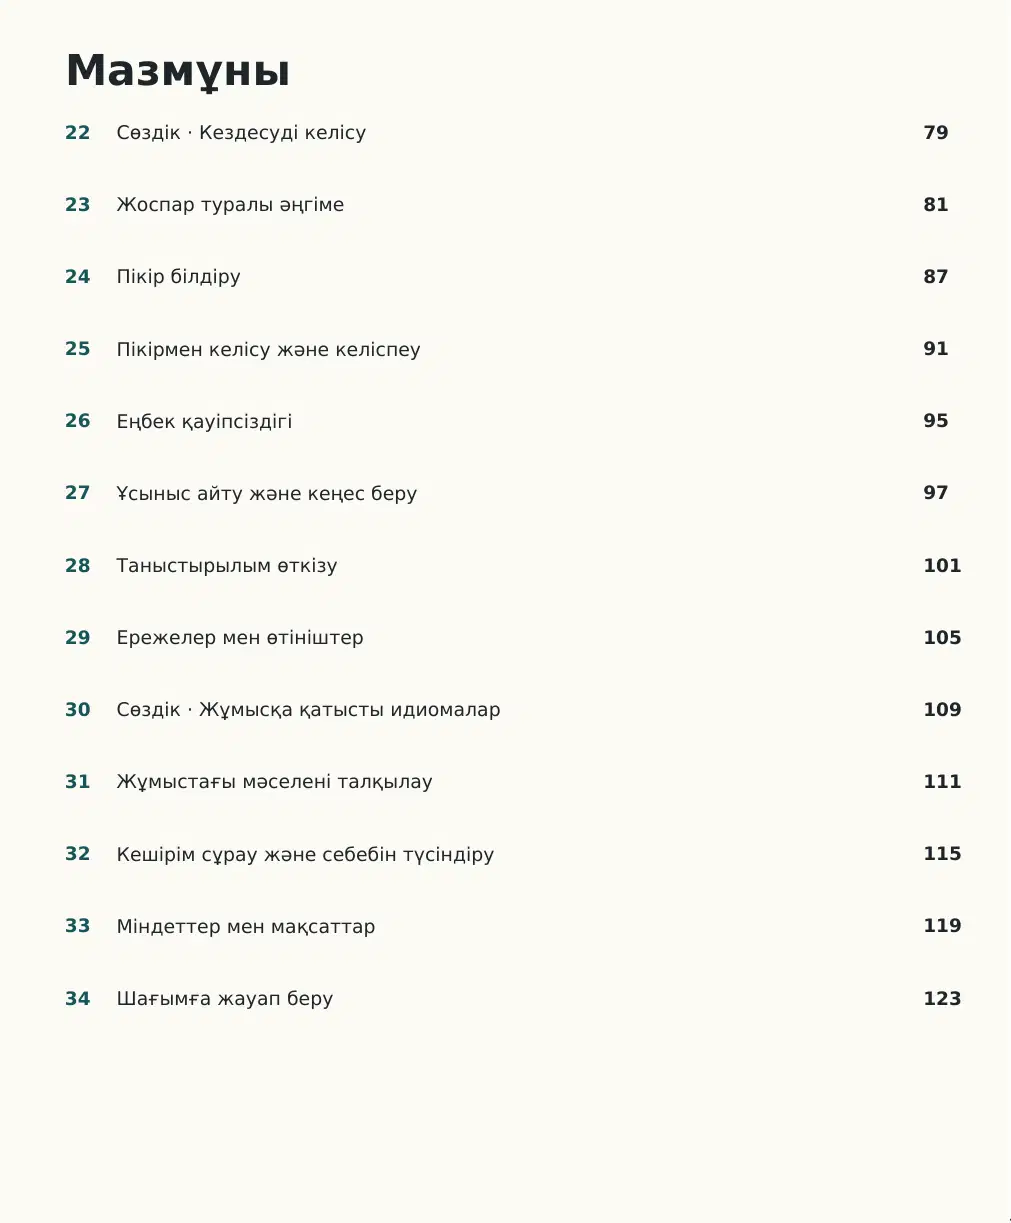 Мазмұны
22 Сөздік · Кездесуді келісу 79
23 Жоспар туралы әңгіме 81
24 Пікір білдіру 87
25 Пікірмен келісу және келіспеу 91
26 Еңбек қауіпсіздігі 95
27 Ұсыныс айту және кеңес беру 97
28 Таныстырылым өткізу 101
29 Ережелер мен өтініштер 105
30 Сөздік · Жұмысқа қатысты идиомалар 109
31 Жұмыстағы мәселені талқылау 111
32 Кешірім сұрау және себебін түсіндіру 115
33 Міндеттер мен мақсаттар 119
34 Шағымға жауап беру 123